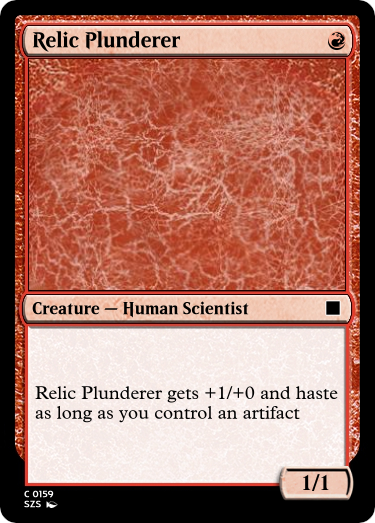 Relic Plunderer
Creature — Human Scientist
Relic Plunderer gets +1/+0 and haste
as long as you control an artifact
1/1
C 0159
SZS